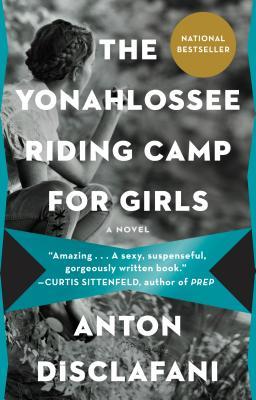 THE
NATIONAL
BESTSELLER
YONAHLOSSEE
RIDING CAMP
FOR GIRLS
A NOVEL
"Amazing . . . A sexy, suspenseful,
gorgeously written book."
—CURTIS SITTENFELD, author of PREP
ANTON
DiSCLAFANI